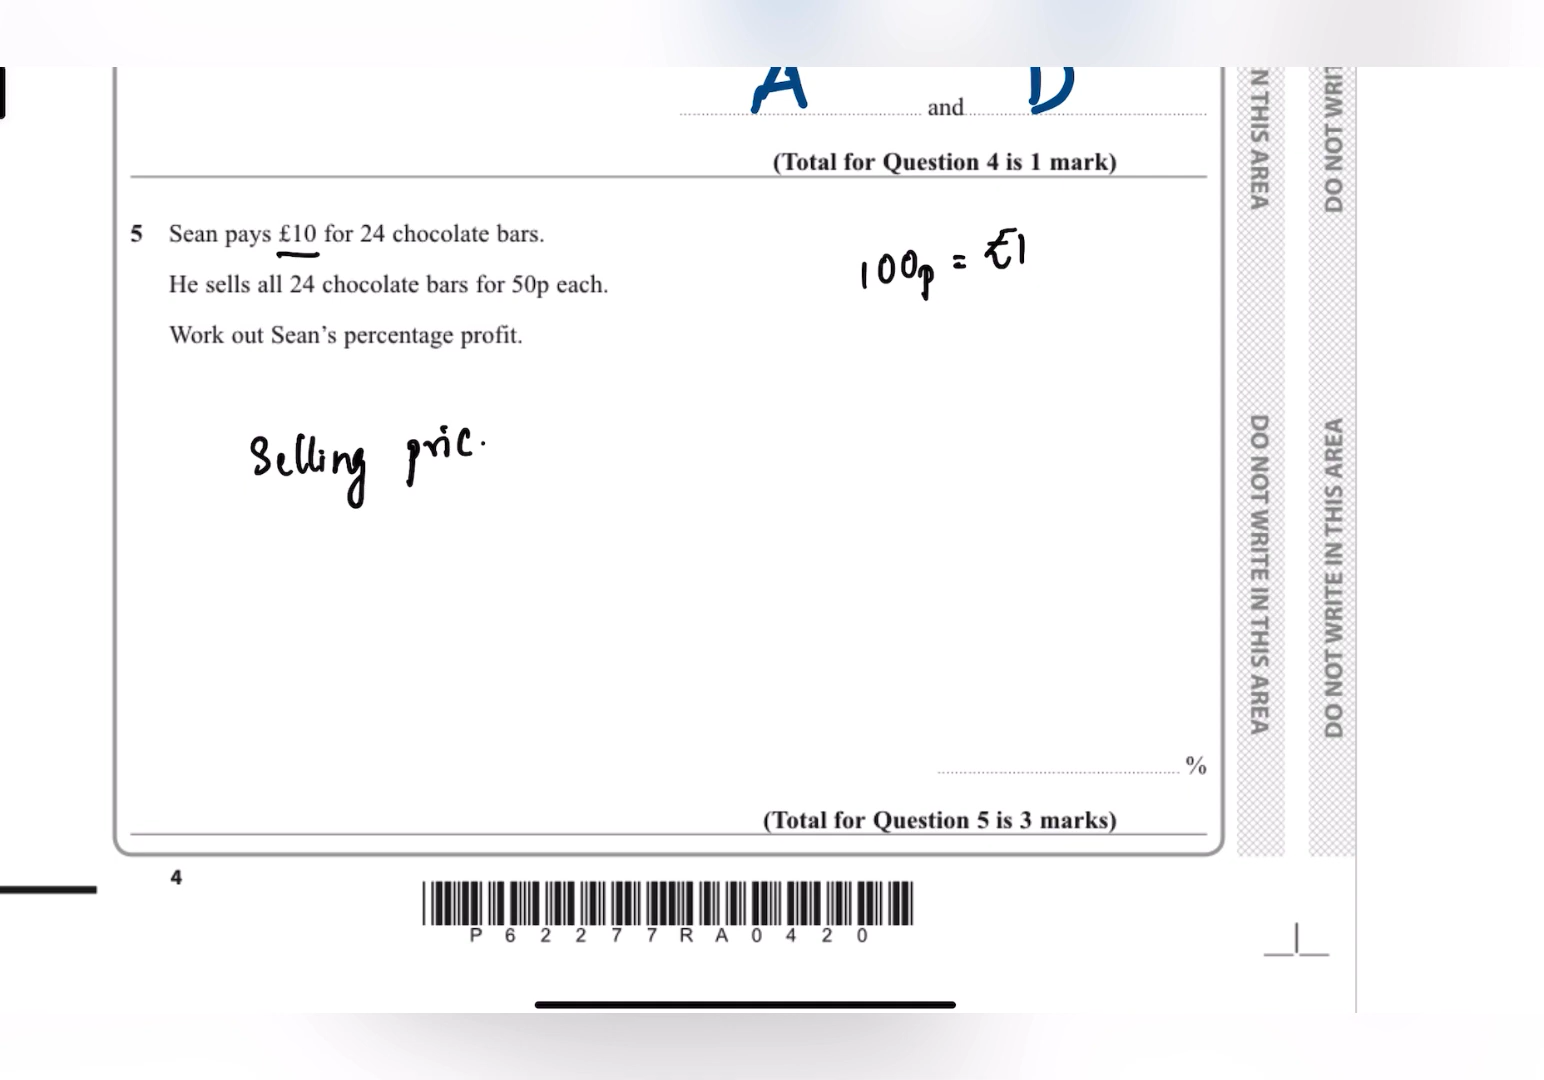 A and D
(Total for Question 4 is 1 mark)
5 Sean pays £10 for 24 chocolate bars.
100p = £1
He sells all 24 chocolate bars for 50p each.
Work out Sean's percentage profit.
Selling pric.
%
(Total for Question 5 is 3 marks)
4
P 6 2 2 7 7 R A 0 4 2 0
N THIS AREA
DO NOT WRITE IN THIS AREA
DO NOT WRI
DO NOT WRITE IN THIS AREA